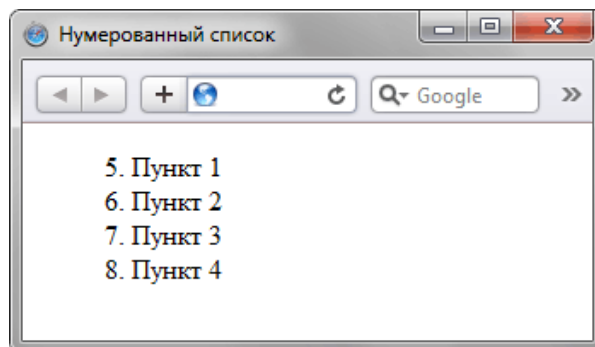 Нумерованный список
Google
5. Пункт 1
6. Пункт 2
7. Пункт 3
8. Пункт 4